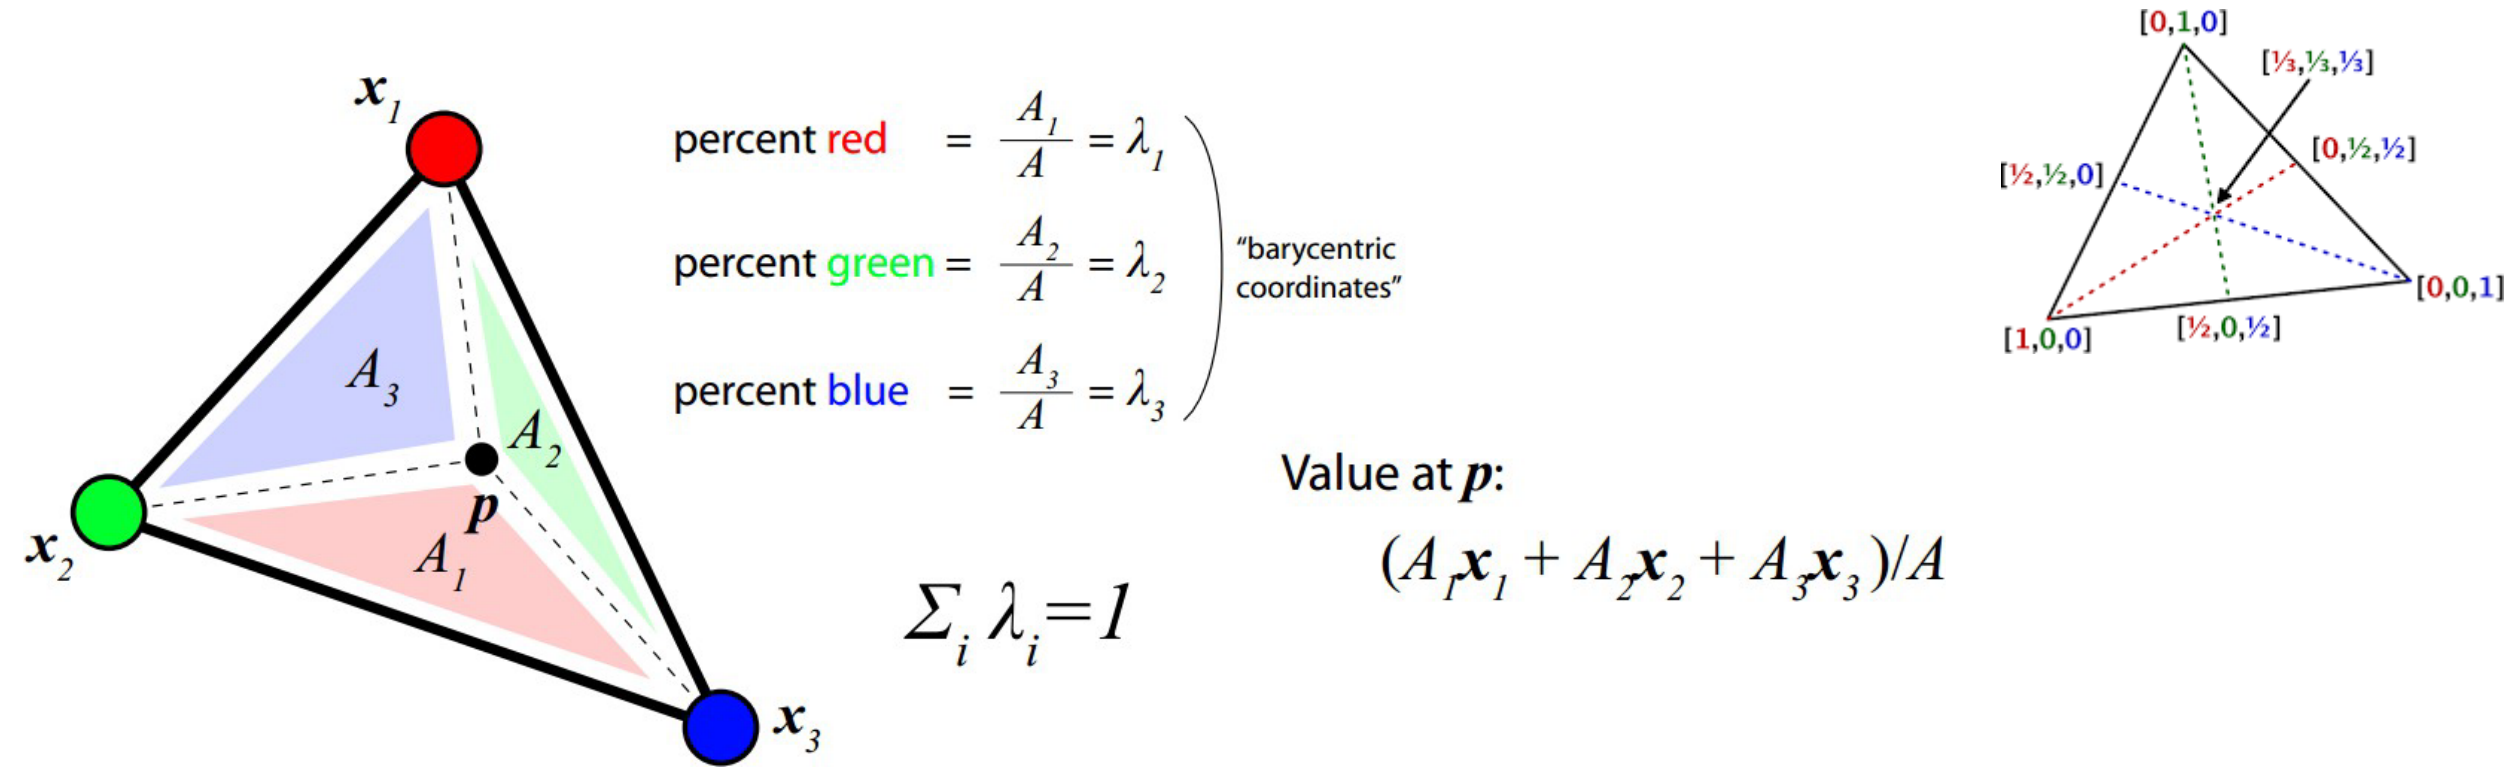 x₁
x₂
x₃
A₃
A₂
A₁
p
percent red = A₁/A = λ₁
percent green = A₂/A = λ₂
percent blue = A₃/A = λ₃
“barycentric
coordinates”
Σᵢ λᵢ=1
Value at p:
(A₁x₁ + A₂x₂ + A₃x₃)/A
[0,1,0]
[⅓,⅓,⅓]
[0,½,½]
[½,½,0]
[0,0,1]
[½,0,½]
[1,0,0]